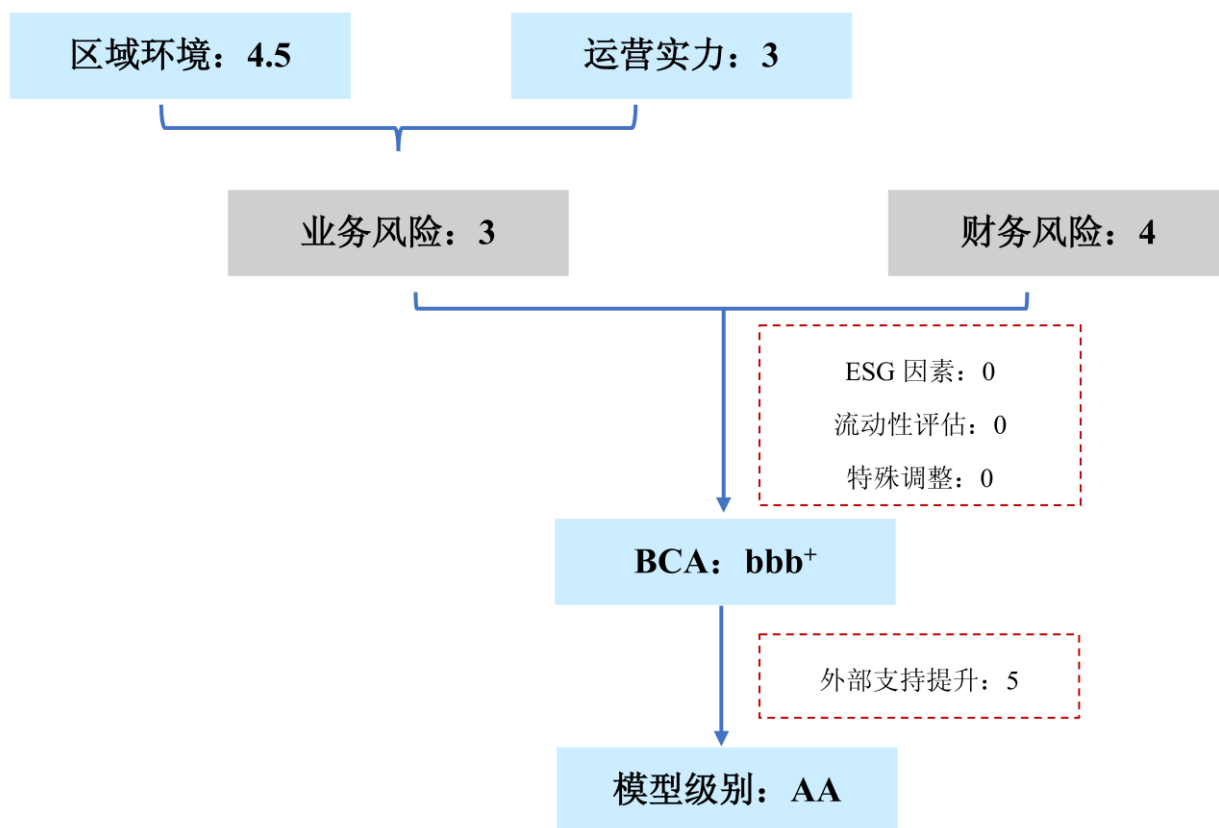 区域环境：4.5
运营实力：3
业务风险：3
财务风险：4
ESG 因素：0
流动性评估：0
特殊调整：0
BCA：bbb⁺
外部支持提升：5
模型级别：AA